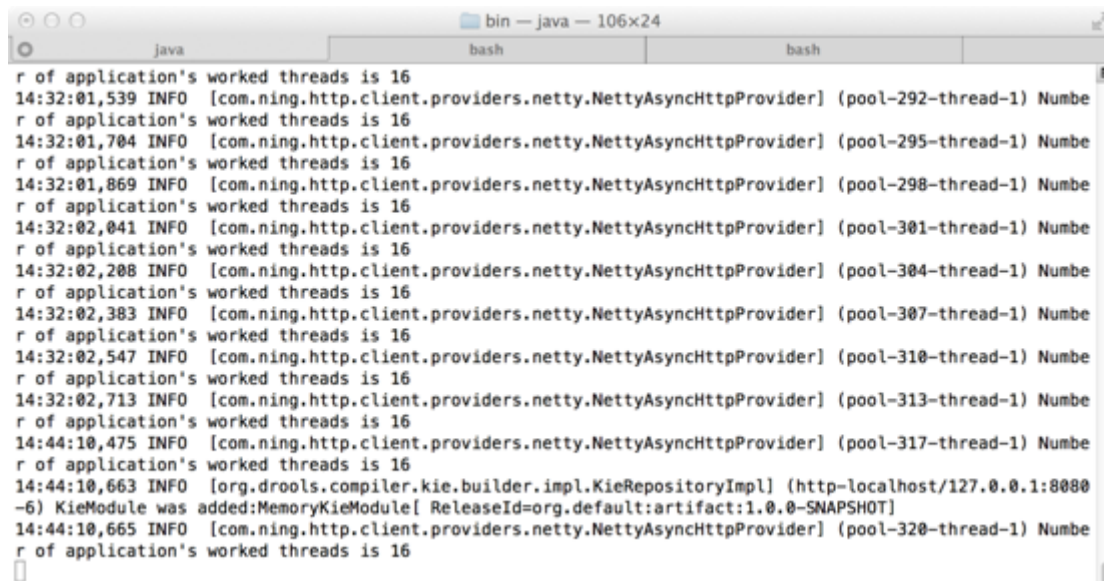 bin — java — 106×24
java bash bash
r of application's worked threads is 16
14:32:01,539 INFO  [com.ning.http.client.providers.netty.NettyAsyncHttpProvider] (pool-292-thread-1) Numbe
r of application's worked threads is 16
14:32:01,704 INFO  [com.ning.http.client.providers.netty.NettyAsyncHttpProvider] (pool-295-thread-1) Numbe
r of application's worked threads is 16
14:32:01,869 INFO  [com.ning.http.client.providers.netty.NettyAsyncHttpProvider] (pool-298-thread-1) Numbe
r of application's worked threads is 16
14:32:02,041 INFO  [com.ning.http.client.providers.netty.NettyAsyncHttpProvider] (pool-301-thread-1) Numbe
r of application's worked threads is 16
14:32:02,208 INFO  [com.ning.http.client.providers.netty.NettyAsyncHttpProvider] (pool-304-thread-1) Numbe
r of application's worked threads is 16
14:32:02,383 INFO  [com.ning.http.client.providers.netty.NettyAsyncHttpProvider] (pool-307-thread-1) Numbe
r of application's worked threads is 16
14:32:02,547 INFO  [com.ning.http.client.providers.netty.NettyAsyncHttpProvider] (pool-310-thread-1) Numbe
r of application's worked threads is 16
14:32:02,713 INFO  [com.ning.http.client.providers.netty.NettyAsyncHttpProvider] (pool-313-thread-1) Numbe
r of application's worked threads is 16
14:44:10,475 INFO  [com.ning.http.client.providers.netty.NettyAsyncHttpProvider] (pool-317-thread-1) Numbe
r of application's worked threads is 16
14:44:10,663 INFO  [org.drools.compiler.kie.builder.impl.KieRepositoryImpl] (http-localhost/127.0.0.1:8080
-6) KieModule was added:MemoryKieModule[ ReleaseId=org.default:artifact:1.0.0-SNAPSHOT]
14:44:10,665 INFO  [com.ning.http.client.providers.netty.NettyAsyncHttpProvider] (pool-320-thread-1) Numbe
r of application's worked threads is 16